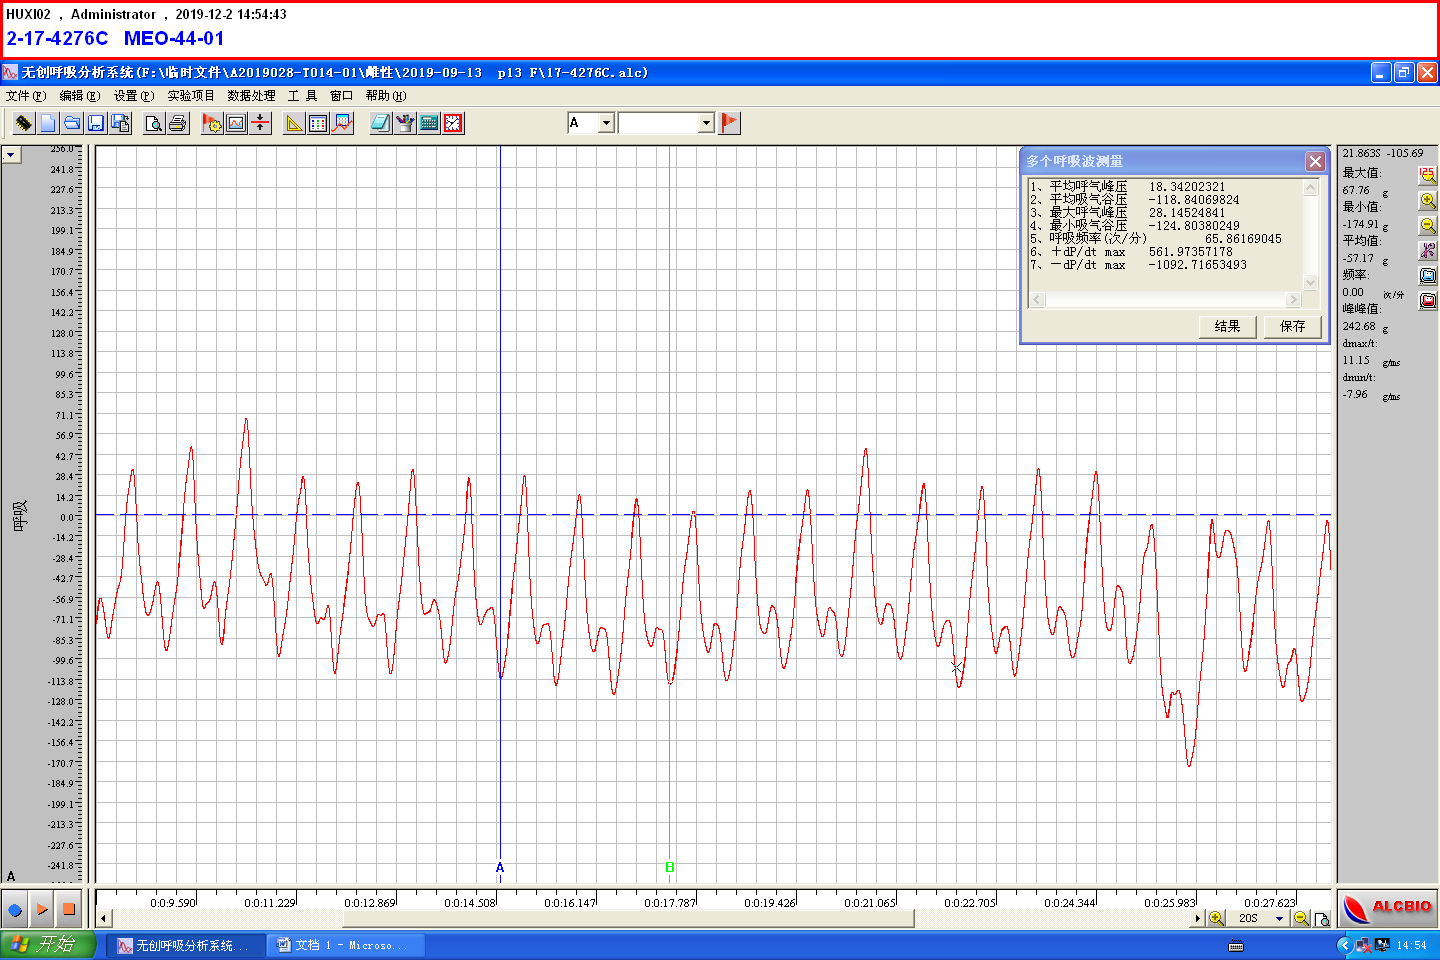 HUXI02 , Administrator , 2019-12-2 14:54:43
2-17-4276C MEO-44-01
无创呼吸分析系统(F:\临时文件\A2019028-T014-01\雌性\2019-09-13 p13 F\17-4276C.alc)
文件(F) 编辑(E) 设置(P) 实验项目 数据处理 工 具 窗口 帮助(H)
A
256.0
241.8
227.6
213.3
199.1
184.9
170.7
156.4
142.2
128.0
113.8
99.6
85.3
71.1
56.9
42.7
28.4
14.2
0.0
-14.2
-28.4
-42.7
-56.9
-71.1
-85.3
-99.6
-113.8
-128.0
-142.2
-156.4
-170.7
-184.9
-199.1
-213.3
-227.6
-241.8
呼吸
A
A
B
多个呼吸波测量
1、平均呼气峰压 18.34202321
2、平均吸气谷压 -118.84069824
3、最大呼气峰压 28.14524841
4、最小吸气谷压 -124.80380249
5、呼吸频率(次/分) 65.86169045
6、＋dP/dt max 561.97357178
7、－dP/dt max -1092.71653493
结果 保存
21.863S -105.69
最大值:
67.76 g
最小值:
-174.91 g
平均值:
-57.17 g
频率:
0.00 次/分
峰峰值:
242.68 g
dmax/t:
11.15 g/ms
dmin/t:
-7.96 g/ms
125
0:0:9.590 0:0:11.229 0:0:12.869 0:0:14.508 0:0:16.147 0:0:17.787 0:0:19.426 0:0:21.065 0:0:22.705 0:0:24.344 0:0:25.983 0:0:27.623
20S
ALCBIO
开始 无创呼吸分析系统... 文档 1 - Microso... 14:54